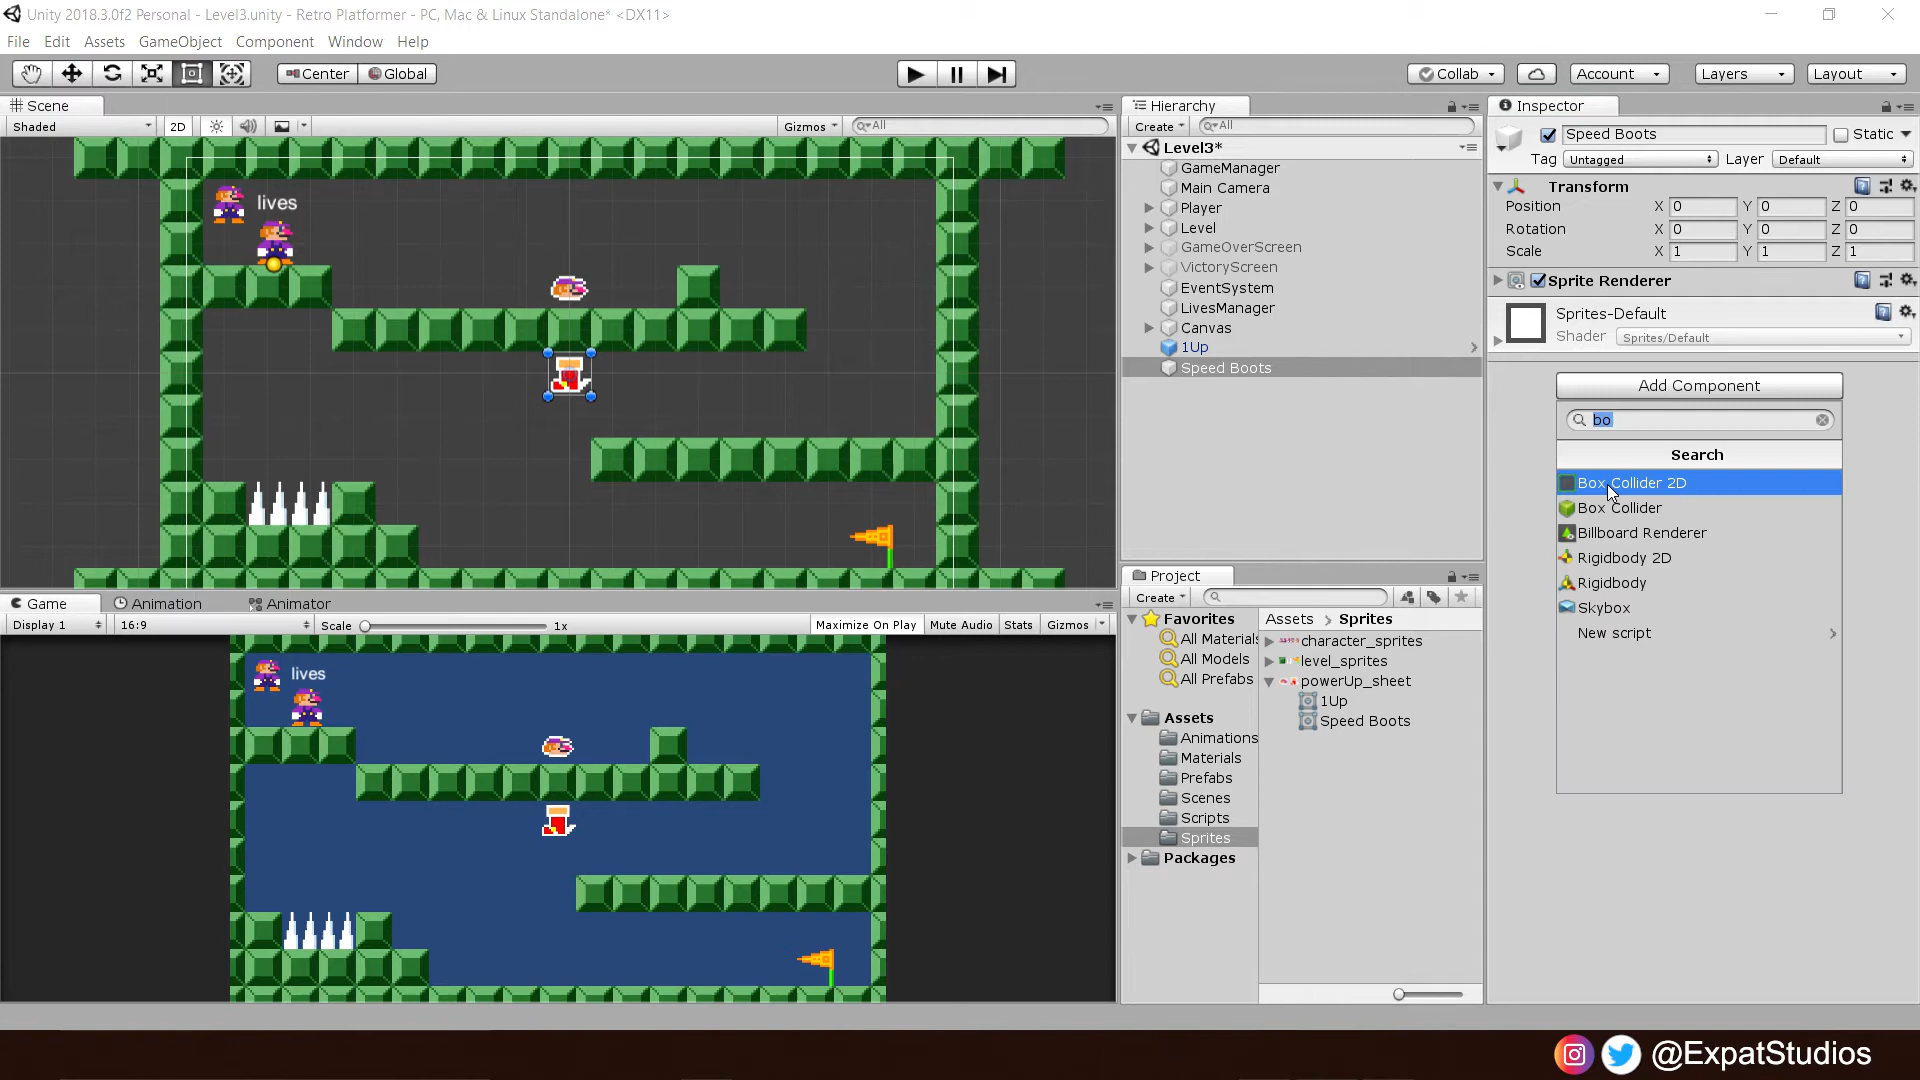 Unity 2018.3.0f2 Personal - Level3.unity - Retro Platformer - PC, Mac & Linux Standalone* <DX11>
File Edit Assets GameObject Component Window Help
Center Global Collab Account Layers Layout
Scene
Shaded 2D Gizmos All
lives
Game Animation Animator
Display 1 16:9 Scale 1x Maximize On Play Mute Audio Stats Gizmos
lives
Hierarchy
Create All
Level3*
GameManager
Main Camera
Player
Level
GameOverScreen
VictoryScreen
EventSystem
LivesManager
Canvas
1Up
Speed Boots
Project
Create
Favorites
All Materials
All Models
All Prefabs
Assets
Animations
Materials
Prefabs
Scenes
Scripts
Sprites
Packages
Assets Sprites
character_sprites
level_sprites
powerUp_sheet
1Up
Speed Boots
Inspector
Speed Boots Static
Tag Untagged Layer Default
Transform
Position X 0 Y 0 Z 0
Rotation X 0 Y 0 Z 0
Scale X 1 Y 1 Z 1
Sprite Renderer
Sprites-Default
Shader Sprites/Default
Add Component
bo
Search
Box Collider 2D
Box Collider
Billboard Renderer
Rigidbody 2D
Rigidbody
Skybox
New script
@ExpatStudios